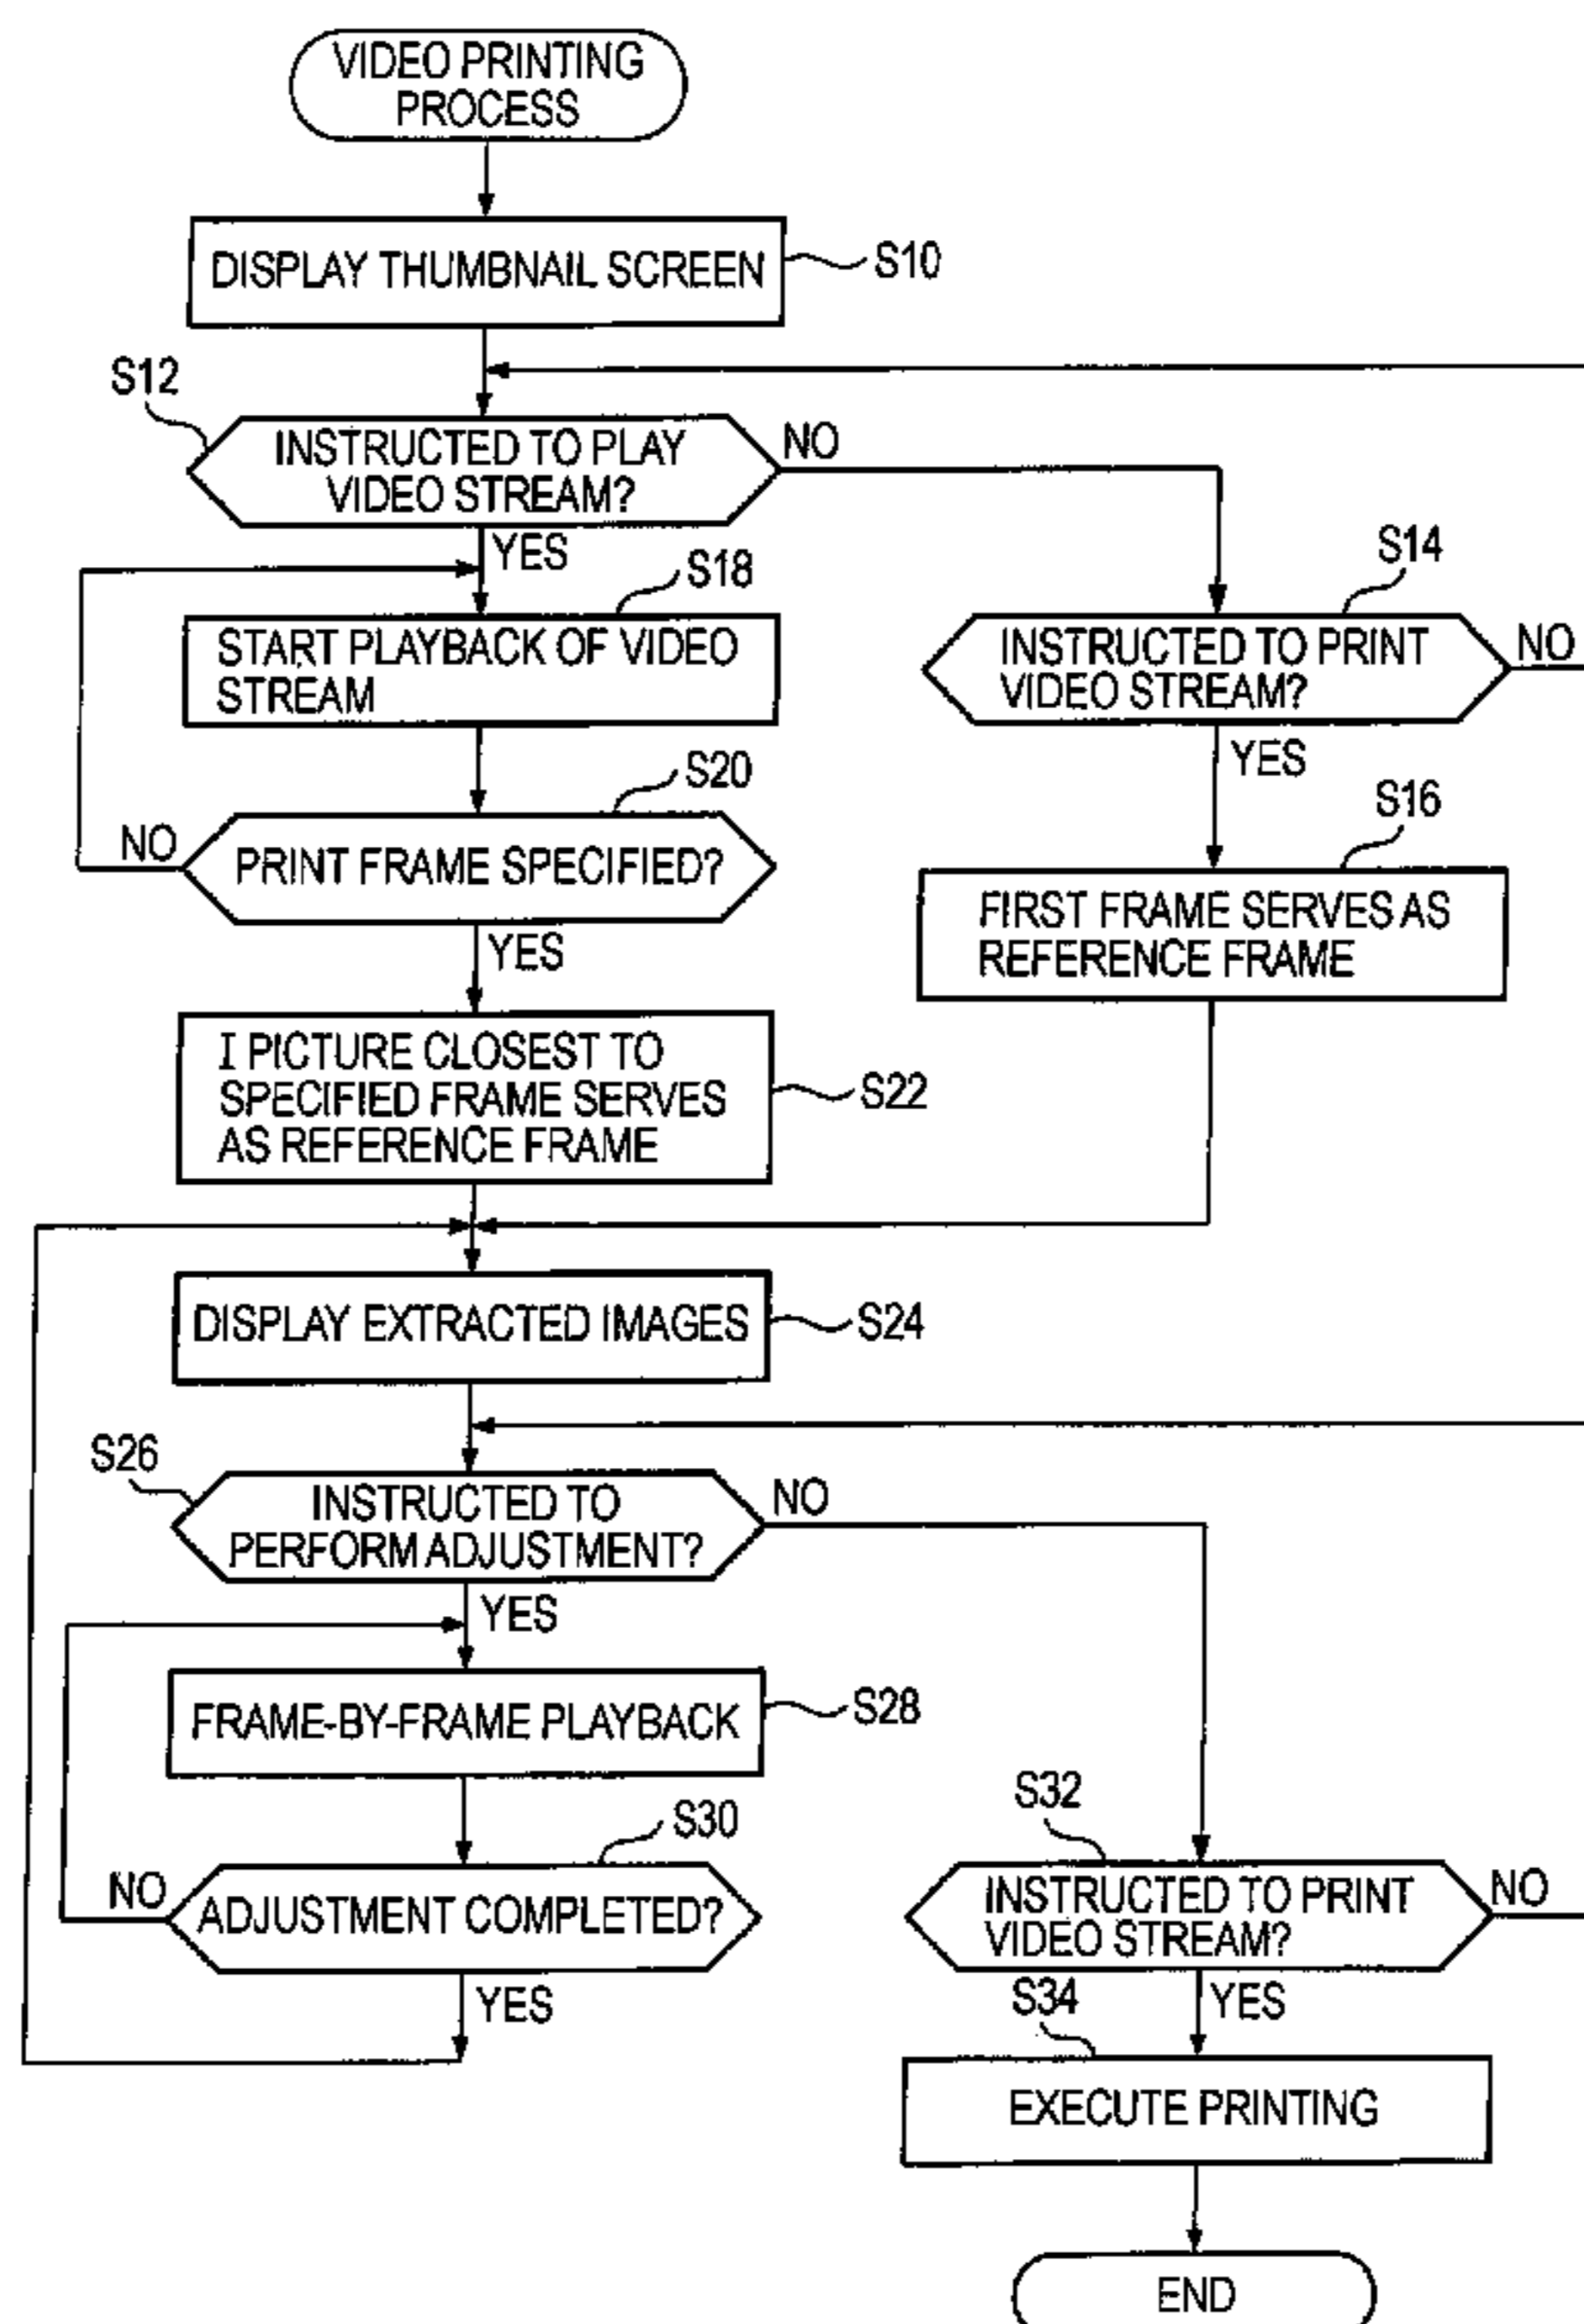 VIDEO PRINTING
PROCESS
DISPLAY THUMBNAIL SCREEN
S10
S12
INSTRUCTED TO PLAY
VIDEO STREAM?
NO
YES
S14
INSTRUCTED TO PRINT
VIDEO STREAM?
NO
YES
S16
FIRST FRAME SERVES AS
REFERENCE FRAME
S18
START PLAYBACK OF VIDEO
STREAM
S20
NO
PRINT FRAME SPECIFIED?
YES
I PICTURE CLOSEST TO
SPECIFIED FRAME SERVES
AS REFERENCE FRAME
S22
DISPLAY EXTRACTED IMAGES
S24
S26
INSTRUCTED TO
PERFORM ADJUSTMENT?
NO
YES
FRAME-BY-FRAME PLAYBACK
S28
S30
NO
ADJUSTMENT COMPLETED?
YES
S32
INSTRUCTED TO PRINT
VIDEO STREAM?
NO
YES
S34
EXECUTE PRINTING
END